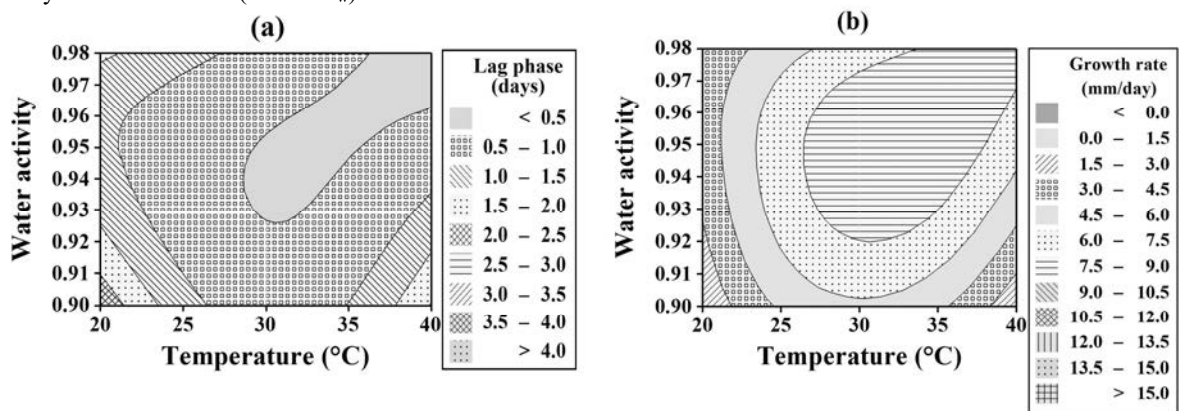 (a)
0.98
0.97
0.96
0.95
0.94
0.93
0.92
0.91
0.90
Water activity
20 25 30 35 40
Temperature (°C)
Lag phase
(days)
< 0.5
0.5 – 1.0
1.0 – 1.5
1.5 – 2.0
2.0 – 2.5
2.5 – 3.0
3.0 – 3.5
3.5 – 4.0
> 4.0
(b)
0.98
0.97
0.96
0.95
0.94
0.93
0.92
0.91
0.90
Water activity
20 25 30 35 40
Temperature (°C)
Growth rate
(mm/day)
< 0.0
0.0 – 1.5
1.5 – 3.0
3.0 – 4.5
4.5 – 6.0
6.0 – 7.5
7.5 – 9.0
9.0 – 10.5
10.5 – 12.0
12.0 – 13.5
13.5 – 15.0
> 15.0